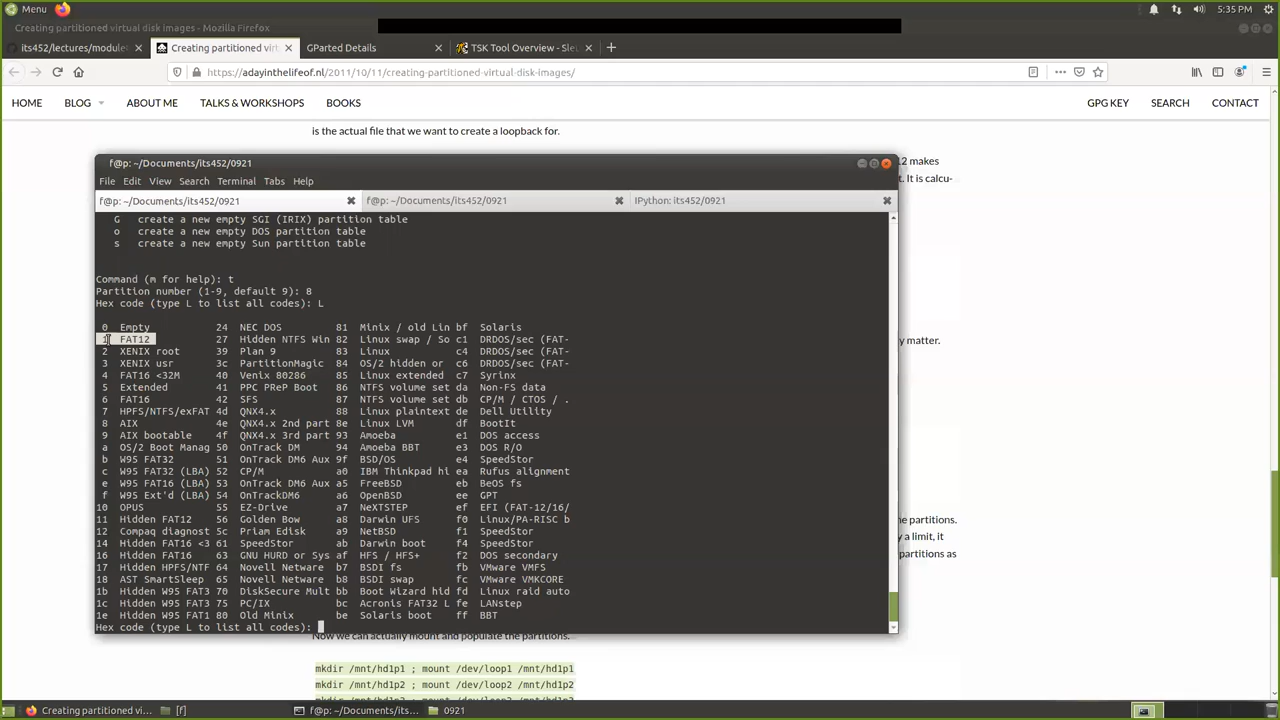 Menu
5:35 PM
Creating partitioned virtual disk images - Mozilla Firefox
its452/lectures/module
Creating partitioned virt
GParted Details
TSK Tool Overview - Sle
https://adayinthelifeof.nl/2011/10/11/creating-partitioned-virtual-disk-images/
HOME BLOG ABOUT ME TALKS & WORKSHOPS BOOKS GPG KEY SEARCH CONTACT
is the actual file that we want to create a loopback for.
12 makes
t. It is calcu-
y matter.
he partitions.
y a limit, it
partitions as
f@p: ~/Documents/its452/0921
File Edit View Search Terminal Tabs Help
f@p: ~/Documents/its452/0921 f@p: ~/Documents/its452/0921 IPython: its452/0921
G create a new empty SGI (IRIX) partition table
o create a new empty DOS partition table
s create a new empty Sun partition table
Command (m for help): t
Partition number (1-9, default 9): 8
Hex code (type L to list all codes): L
0 Empty 24 NEC DOS 81 Minix / old Lin bf Solaris
1 FAT12 27 Hidden NTFS Win 82 Linux swap / So c1 DRDOS/sec (FAT-
2 XENIX root 39 Plan 9 83 Linux c4 DRDOS/sec (FAT-
3 XENIX usr 3c PartitionMagic 84 OS/2 hidden or c6 DRDOS/sec (FAT-
4 FAT16 <32M 40 Venix 80286 85 Linux extended c7 Syrinx
5 Extended 41 PPC PReP Boot 86 NTFS volume set da Non-FS data
6 FAT16 42 SFS 87 NTFS volume set db CP/M / CTOS / .
7 HPFS/NTFS/exFAT 4d QNX4.x 88 Linux plaintext de Dell Utility
8 AIX 4e QNX4.x 2nd part 8e Linux LVM df BootIt
9 AIX bootable 4f QNX4.x 3rd part 93 Amoeba e1 DOS access
a OS/2 Boot Manag 50 OnTrack DM 94 Amoeba BBT e3 DOS R/O
b W95 FAT32 51 OnTrack DM6 Aux 9f BSD/OS e4 SpeedStor
c W95 FAT32 (LBA) 52 CP/M a0 IBM Thinkpad hi ea Rufus alignment
e W95 FAT16 (LBA) 53 OnTrack DM6 Aux a5 FreeBSD eb BeOS fs
f W95 Ext'd (LBA) 54 OnTrackDM6 a6 OpenBSD ee GPT
10 OPUS 55 EZ-Drive a7 NeXTSTEP ef EFI (FAT-12/16/
11 Hidden FAT12 56 Golden Bow a8 Darwin UFS f0 Linux/PA-RISC b
12 Compaq diagnost 5c Priam Edisk a9 NetBSD f1 SpeedStor
14 Hidden FAT16 <3 61 SpeedStor ab Darwin boot f4 SpeedStor
16 Hidden FAT16 63 GNU HURD or Sys af HFS / HFS+ f2 DOS secondary
17 Hidden HPFS/NTF 64 Novell Netware b7 BSDI fs fb VMware VMFS
18 AST SmartSleep 65 Novell Netware b8 BSDI swap fc VMware VMKCORE
1b Hidden W95 FAT3 70 DiskSecure Mult bb Boot Wizard hid fd Linux raid auto
1c Hidden W95 FAT3 75 PC/IX bc Acronis FAT32 L fe LANstep
1e Hidden W95 FAT1 80 Old Minix be Solaris boot ff BBT
Hex code (type L to list all codes):
Now we can actually mount and populate the partitions.
mkdir /mnt/hd1p1 ; mount /dev/loop1 /mnt/hd1p1
mkdir /mnt/hd1p2 ; mount /dev/loop2 /mnt/hd1p2
Creating partitioned vi...
[f]
f@p: ~/Documents/its...
0921